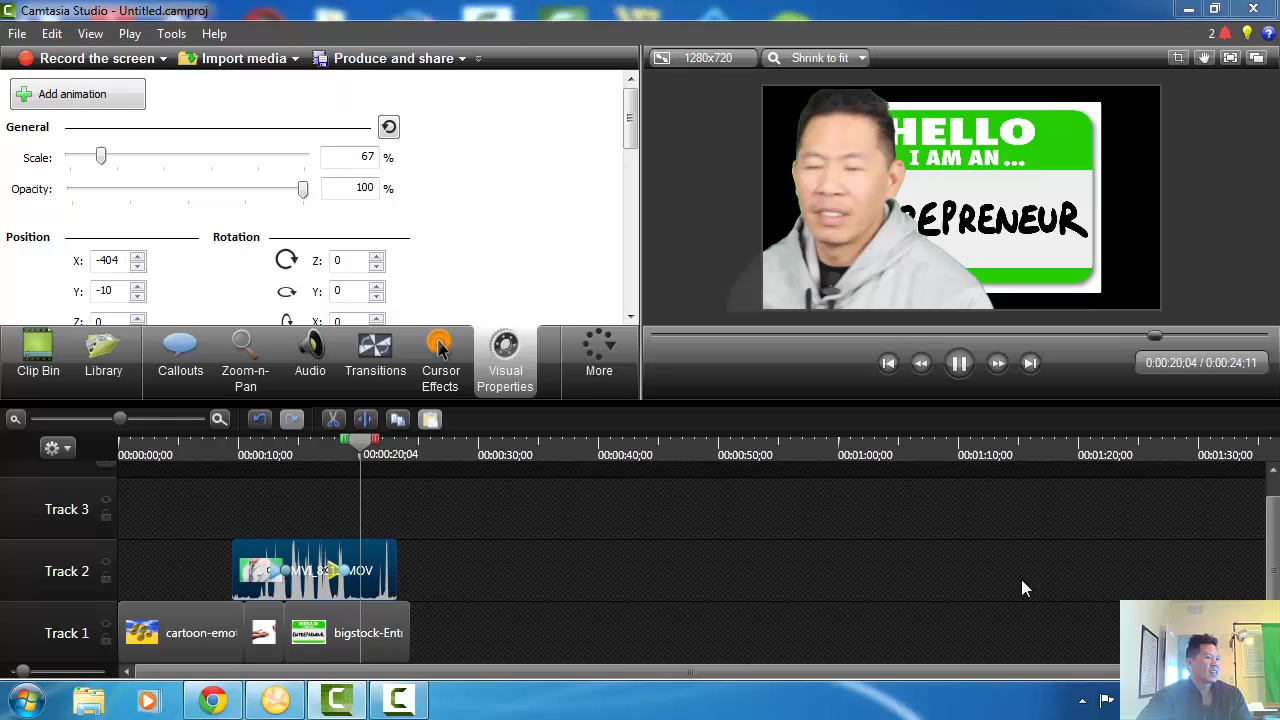 Camtasia Studio - Untitled.camproj
File Edit View Play Tools Help
2
Record the screen Import media Produce and share
1280x720 Shrink to fit
Add animation
General
Scale: 67 %
Opacity: 100 %
Position Rotation
X: -404 Z: 0
Y: -10 Y: 0
Z: 0 X: 0
HELLO
I AM AN ...
REPRENEUR
Clip Bin Library Callouts Zoom-n-Pan Audio Transitions Cursor Effects Visual Properties More
0:00:20;04 / 0:00:24;11
00:00:00;00 00:00:10;00 00:00:20;04 00:00:30;00 00:00:40;00 00:00:50;00 00:01:00;00 00:01:10;00 00:01:20;00 00:01:30;00
Track 3
Track 2 MOV
Track 1 cartoon-emo bigstock-Ent